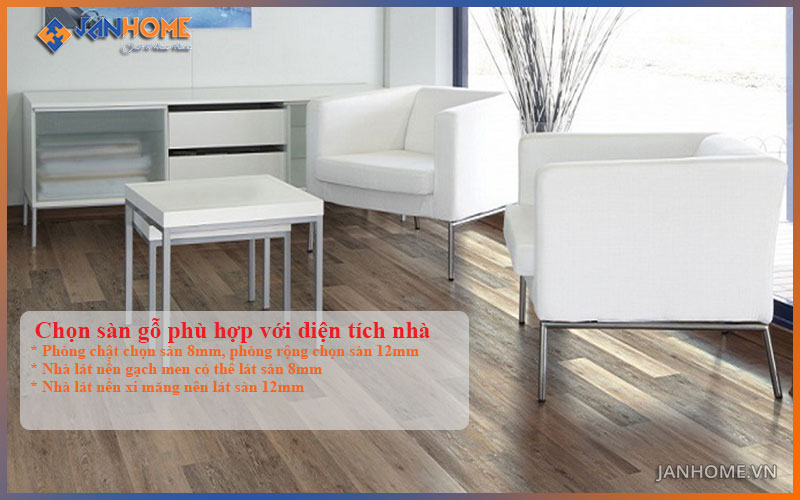 JANHOME
Chọn sàn gỗ phù hợp với diện tích nhà
* Phòng chật chọn sàn 8mm, phòng rộng chọn sàn 12mm
* Nhà lát nền gạch men có thể lát sàn 8mm
* Nhà lát nền xi măng nên lát sàn 12mm
JANHOME.VN